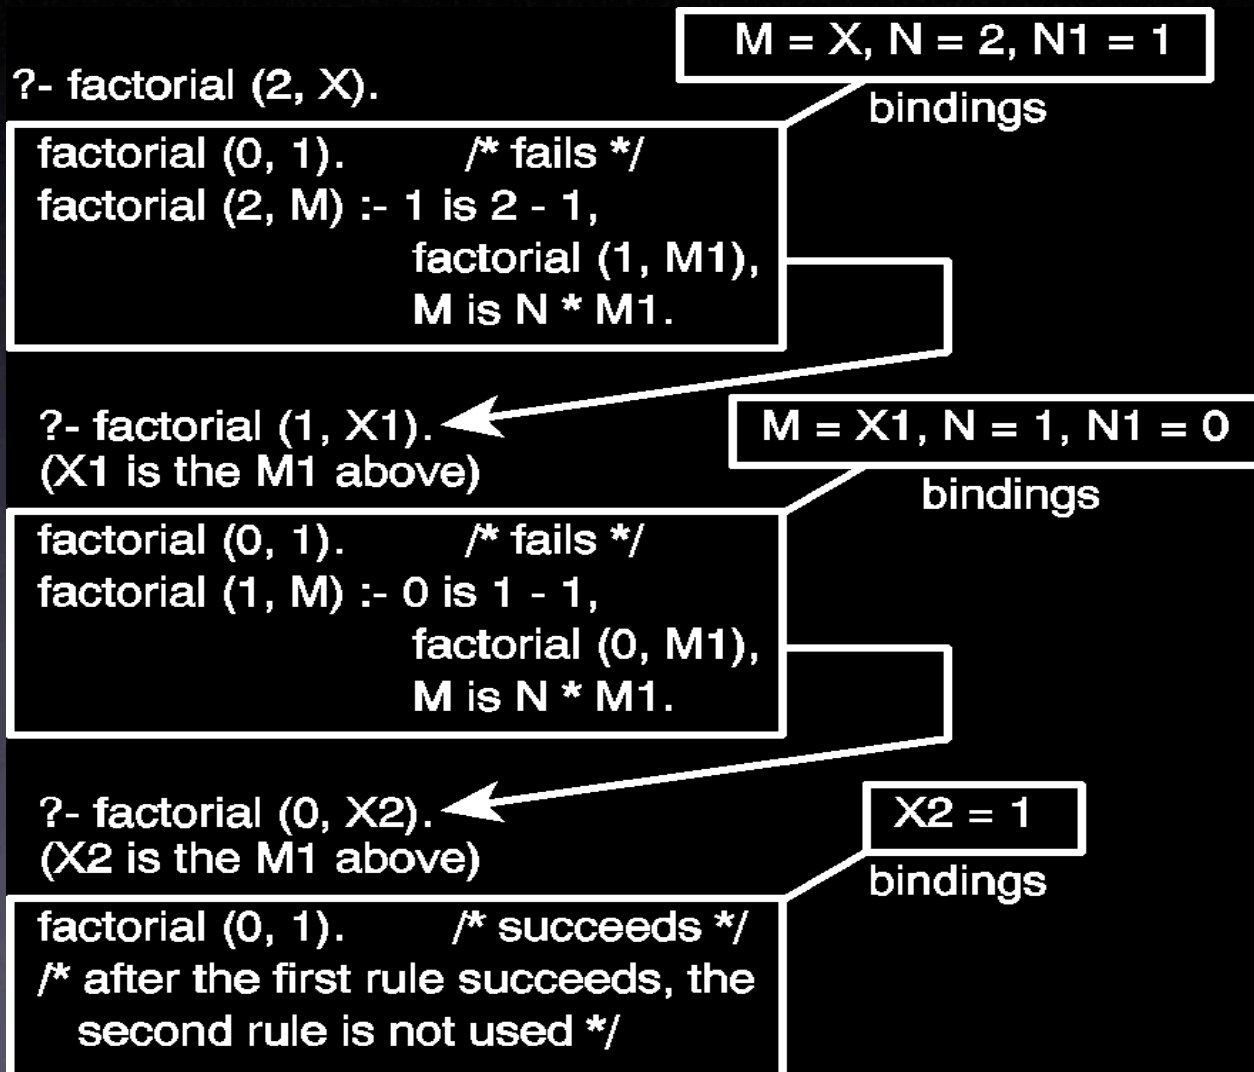 M = X, N = 2, N1 = 1
?- factorial (2, X).
bindings
factorial (0, 1). /* fails */
factorial (2, M) :- 1 is 2 - 1,
factorial (1, M1),
M is N * M1.
?- factorial (1, X1).
M = X1, N = 1, N1 = 0
(X1 is the M1 above)
bindings
factorial (0, 1). /* fails */
factorial (1, M) :- 0 is 1 - 1,
factorial (0, M1),
M is N * M1.
?- factorial (0, X2).
X2 = 1
(X2 is the M1 above)
bindings
factorial (0, 1). /* succeeds */
/* after the first rule succeeds, the
second rule is not used */